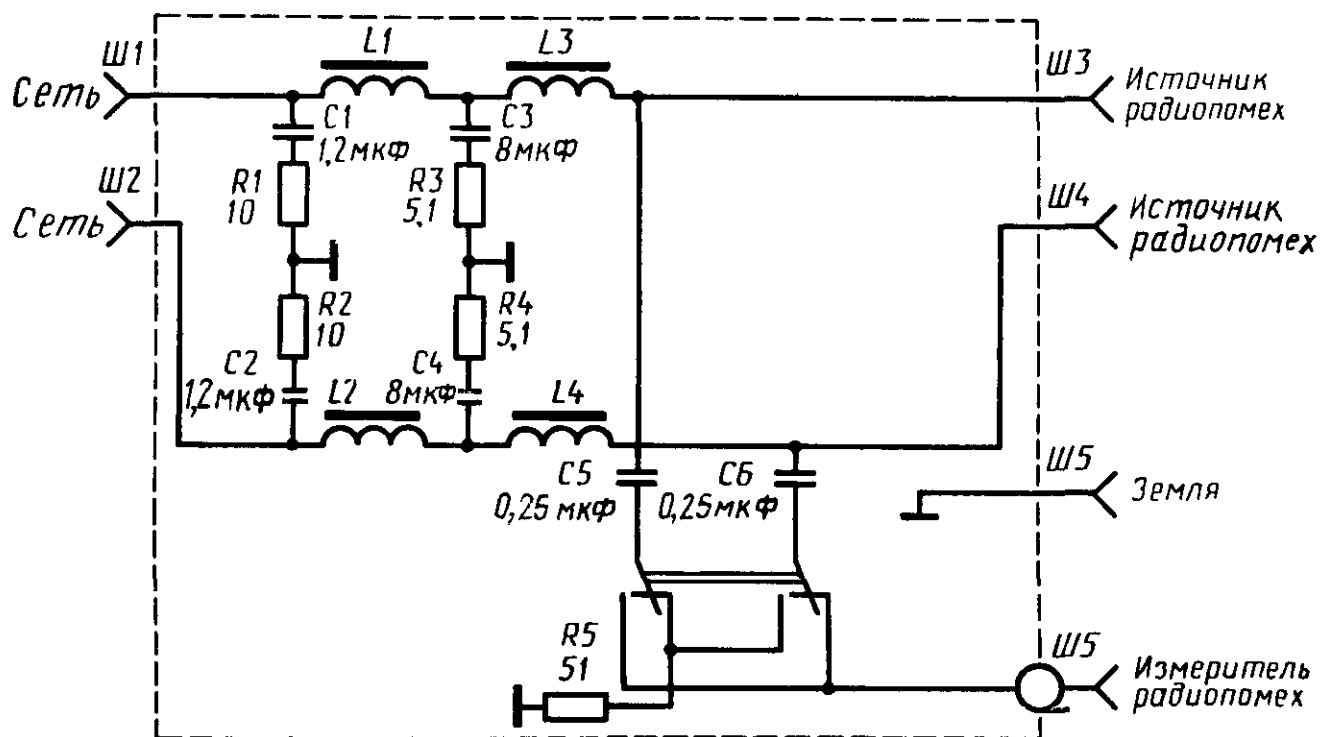 Ш1
Сеть
L1
L3
Ш3
Источник
радиопомех
C1
1,2мкФ
C3
8мкФ
Ш2
Сеть
R1
10
R3
5,1
Ш4
Источник
радиопомех
R2
10
R4
5,1
C2
1,2мкФ
L2
C4
8мкФ
L4
C5
0,25мкФ
C6
0,25мкФ
Ш5
Земля
R5
51
Ш5
Измеритель
радиопомех